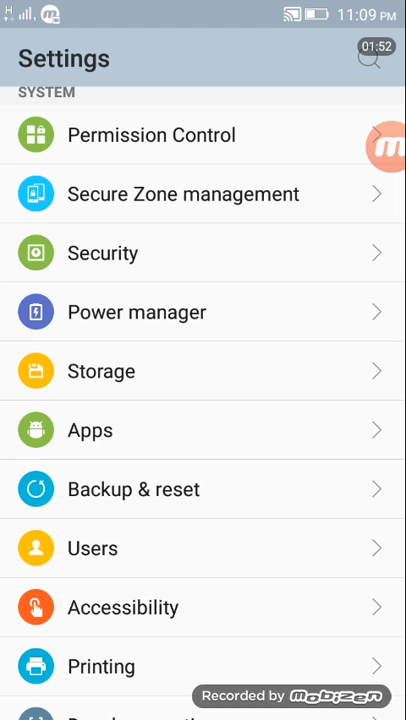 H
11:09 PM
Settings
01:52
SYSTEM
Permission Control
Secure Zone management
Security
Power manager
Storage
Apps
Backup & reset
Users
Accessibility
Printing
Recorded by mobizen